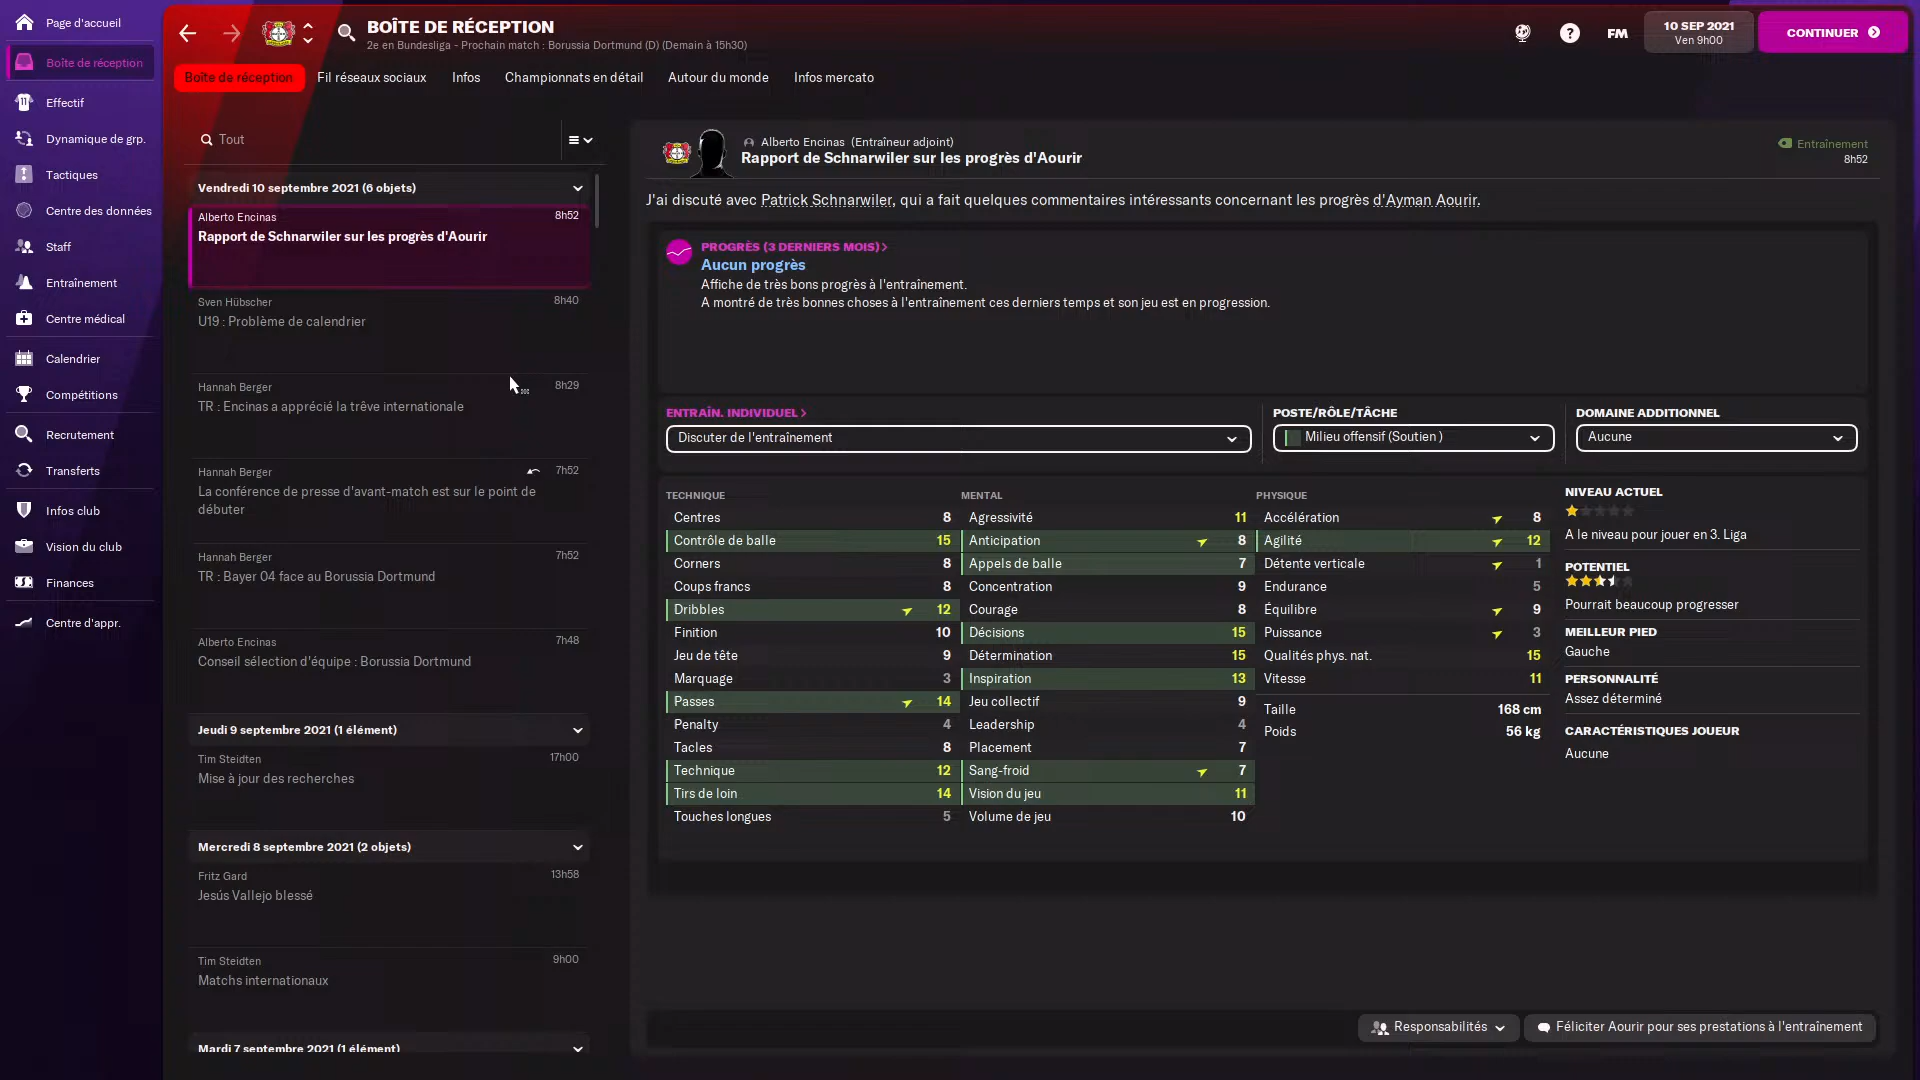 Page d'accueil
Boîte de réception
Effectif
Dynamique de grp.
Tactiques
Centre des données
Staff
Entraînement
Centre médical
Calendrier
Compétitions
Recrutement
Transferts
Infos club
Vision du club
Finances
Centre d'appr.
BOÎTE DE RÉCEPTION
2e en Bundesliga - Prochain match : Borussia Dortmund (D) (Demain à 15h30)
FM
10 SEP 2021
Ven 9h00
CONTINUER
Boîte de réception
Fil réseaux sociaux
Infos
Championnats en détail
Autour du monde
Infos mercato
Tout
Vendredi 10 septembre 2021 (6 objets)
Alberto Encinas 8h52
Rapport de Schnarwiler sur les progrès d'Aourir
Sven Hübscher 8h40
U19 : Problème de calendrier
Hannah Berger 8h29
TR : Encinas a apprécié la trêve internationale
Hannah Berger 7h52
La conférence de presse d'avant-match est sur le point de
débuter
Hannah Berger 7h52
TR : Bayer 04 face au Borussia Dortmund
Alberto Encinas 7h48
Conseil sélection d'équipe : Borussia Dortmund
Jeudi 9 septembre 2021 (1 élément)
Tim Steidten 17h00
Mise à jour des recherches
Mercredi 8 septembre 2021 (2 objets)
Fritz Gard 13h58
Jesús Vallejo blessé
Tim Steidten 9h00
Matchs internationaux
Mardi 7 septembre 2021 (1 élément)
Alberto Encinas (Entraîneur adjoint)
Rapport de Schnarwiler sur les progrès d'Aourir
Entraînement
8h52
J'ai discuté avec Patrick Schnarwiler, qui a fait quelques commentaires intéressants concernant les progrès d'Ayman Aourir.
PROGRÈS (3 DERNIERS MOIS)
Aucun progrès
Affiche de très bons progrès à l'entraînement.
A montré de très bonnes choses à l'entraînement ces derniers temps et son jeu est en progression.
ENTRAÎN. INDIVIDUEL
Discuter de l'entraînement
POSTE/RÔLE/TÂCHE
Milieu offensif (Soutien )
DOMAINE ADDITIONNEL
Aucune
TECHNIQUE
Centres 8
Contrôle de balle 15
Corners 8
Coups francs 8
Dribbles 12
Finition 10
Jeu de tête 9
Marquage 3
Passes 14
Penalty 4
Tacles 8
Technique 12
Tirs de loin 14
Touches longues 5
MENTAL
Agressivité 11
Anticipation 8
Appels de balle 7
Concentration 9
Courage 8
Décisions 15
Détermination 15
Inspiration 13
Jeu collectif 9
Leadership 4
Placement 7
Sang-froid 7
Vision du jeu 11
Volume de jeu 10
PHYSIQUE
Accélération 8
Agilité 12
Détente verticale 1
Endurance 5
Équilibre 9
Puissance 3
Qualités phys. nat. 15
Vitesse 11
Taille 168 cm
Poids 56 kg
NIVEAU ACTUEL
A le niveau pour jouer en 3. Liga
POTENTIEL
Pourrait beaucoup progresser
MEILLEUR PIED
Gauche
PERSONNALITÉ
Assez déterminé
CARACTÉRISTIQUES JOUEUR
Aucune
Responsabilités
Féliciter Aourir pour ses prestations à l'entraînement